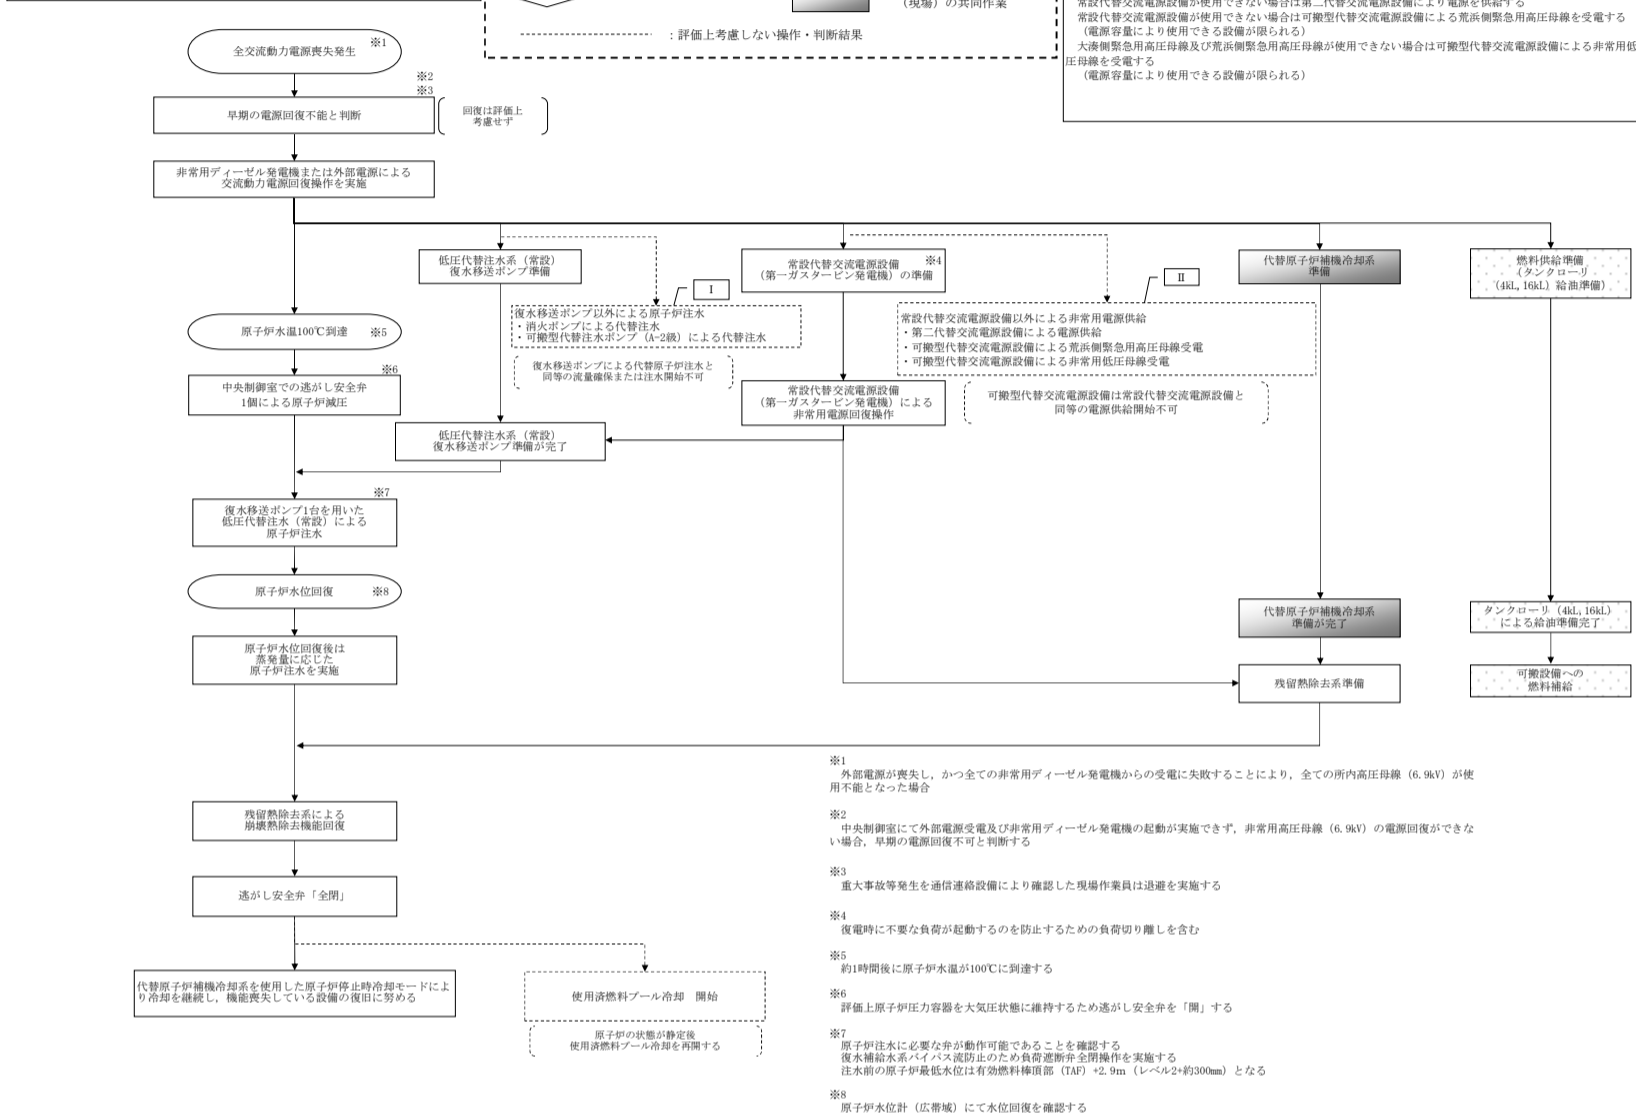 （現場）の共同作業
：評価上考慮しない操作・判断結果
常設代替交流電源設備が使用できない場合は第二代替交流電源設備により電源を供給する
常設代替交流電源設備が使用できない場合は可搬型代替交流電源設備による荒浜側緊急用高圧母線を受電する
（電源容量により使用できる設備が限られる）
大湊側緊急用高圧母線及び荒浜側緊急用高圧母線が使用できない場合は可搬型代替交流電源設備による非常用低
圧母線を受電する
（電源容量により使用できる設備が限られる）
全交流動力電源喪失発生
※1
※2
※3
早期の電源回復不能と判断
回復は評価上
考慮せず
非常用ディーゼル発電機または外部電源による
交流動力電源回復操作を実施
低圧代替注水系（常設）
復水移送ポンプ準備
常設代替交流電源設備
（第一ガスタービン発電機）の準備
※4
代替原子炉補機冷却系
準備
燃料供給準備
（タンクローリ
（4kL, 16kL）給油準備）
Ⅰ
Ⅱ
復水移送ポンプ以外による原子炉注水
・消火ポンプによる代替注水
・可搬型代替注水ポンプ（A-2級）による代替注水
常設代替交流電源設備以外による非常用電源供給
・第二代替交流電源設備による電源供給
・可搬型代替交流電源設備による荒浜側緊急用高圧母線受電
・可搬型代替交流電源設備による非常用低圧母線受電
原子炉水温100℃到達
※5
復水移送ポンプによる代替原子炉注水と
同等の流量確保または注水開始不可
※6
中央制御室での逃がし安全弁
1個による原子炉減圧
常設代替交流電源設備
（第一ガスタービン発電機）による
非常用電源回復操作
可搬型代替交流電源設備は常設代替交流電源設備と
同等の電源供給開始不可
低圧代替注水系（常設）
復水移送ポンプ準備が完了
※7
復水移送ポンプ1台を用いた
低圧代替注水（常設）による
原子炉注水
原子炉水位回復
※8
代替原子炉補機冷却系
準備が完了
タンクローリ（4kL, 16kL）
による給油準備完了
原子炉水位回復後は
蒸発量に応じた
原子炉注水を実施
残留熱除去系準備
可搬設備への
燃料補給
残留熱除去系による
崩壊熱除去機能回復
逃がし安全弁「全閉」
代替原子炉補機冷却系を使用した原子炉停止時冷却モードによ
り冷却を継続し，機能喪失している設備の復旧に努める
使用済燃料プール冷却　開始
原子炉の状態が静定後
使用済燃料プール冷却を再開する
※1
外部電源が喪失し，かつ全ての非常用ディーゼル発電機からの受電に失敗することにより，全ての所内高圧母線（6.9kV）が使
用不能となった場合
※2
中央制御室にて外部電源受電及び非常用ディーゼル発電機の起動が実施できず，非常用高圧母線（6.9kV）の電源回復ができな
い場合，早期の電源回復不可と判断する
※3
重大事故等発生を通信連絡設備により確認した現場作業員は退避を実施する
※4
復電時に不要な負荷が起動するのを防止するための負荷切り離しを含む
※5
約1時間後に原子炉水温が100℃に到達する
※6
評価上原子炉圧力容器を大気圧状態に維持するため逃がし安全弁を「開」する
※7
原子炉注水に必要な弁が動作可能であることを確認する
復水補給水系バイパス流防止のため負荷遮断弁全閉操作を実施する
注水前の原子炉最低水位は有効燃料棒頂部（TAF）+2.9m（レベル2+約300mm）となる
※8
原子炉水位計（広帯域）にて水位回復を確認する